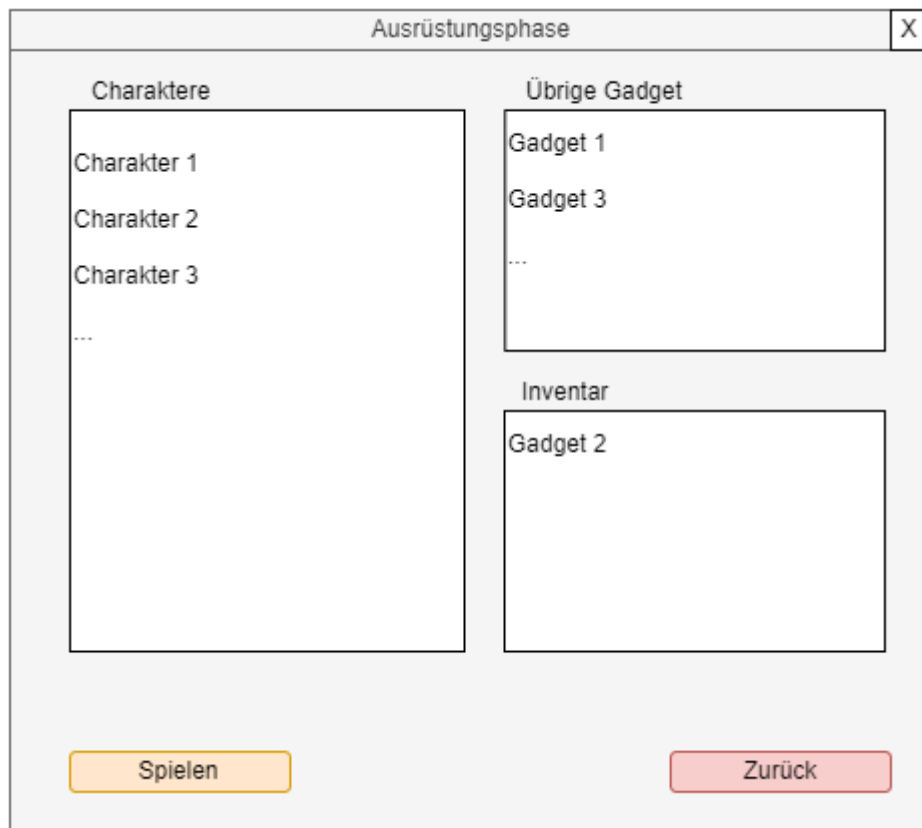 Ausrüstungsphase
X
Charaktere
Charakter 1
Charakter 2
Charakter 3
...
Übrige Gadget
Gadget 1
Gadget 3
...
Inventar
Gadget 2
Spielen
Zurück